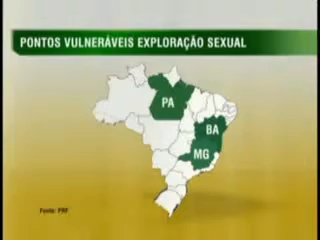 PONTOS VULNERÁVEIS EXPLORAÇÃO SEXUAL
PA
BA
MG
Fonte: PRF